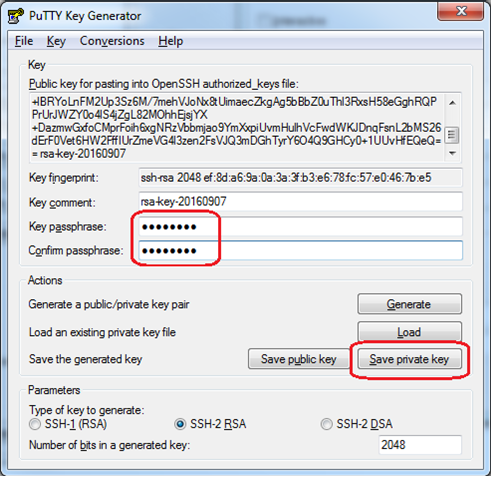 PuTTY Key Generator
File Key Conversions Help
Key
Public key for pasting into OpenSSH authorized_keys file:
+IBRYoLnFM2Up3Sz6M/7mehVJoNx8tUimaecZkgAg5bBbZ0uThI3RxsH58eGghRQP
PrUrJWZY0o4IS4jZgL82MOhhEjsjYX
+DazmwGxfoCMprFoih6xgNRzVbbmjao9YmXxpiUvmHulhVcFwdWKJDnqFsnL2bMS26
dErF0Vet6HW2FfflUrZmeVG4I3zen2FsVJQ3mDGhTyrY6O4Q9GHCy0+1UUvHfEQeQ=
= rsa-key-20160907
Key fingerprint: ssh-rsa 2048 ef:8d:a6:9a:0a:3a:3f:b3:e6:78:fc:57:e0:46:7b:e5
Key comment: rsa-key-20160907
Key passphrase: ●●●●●●●●
Confirm passphrase: ●●●●●●●●
Actions
Generate a public/private key pair Generate
Load an existing private key file Load
Save the generated key Save public key Save private key
Parameters
Type of key to generate:
SSH-1 (RSA) SSH-2 RSA SSH-2 DSA
Number of bits in a generated key: 2048